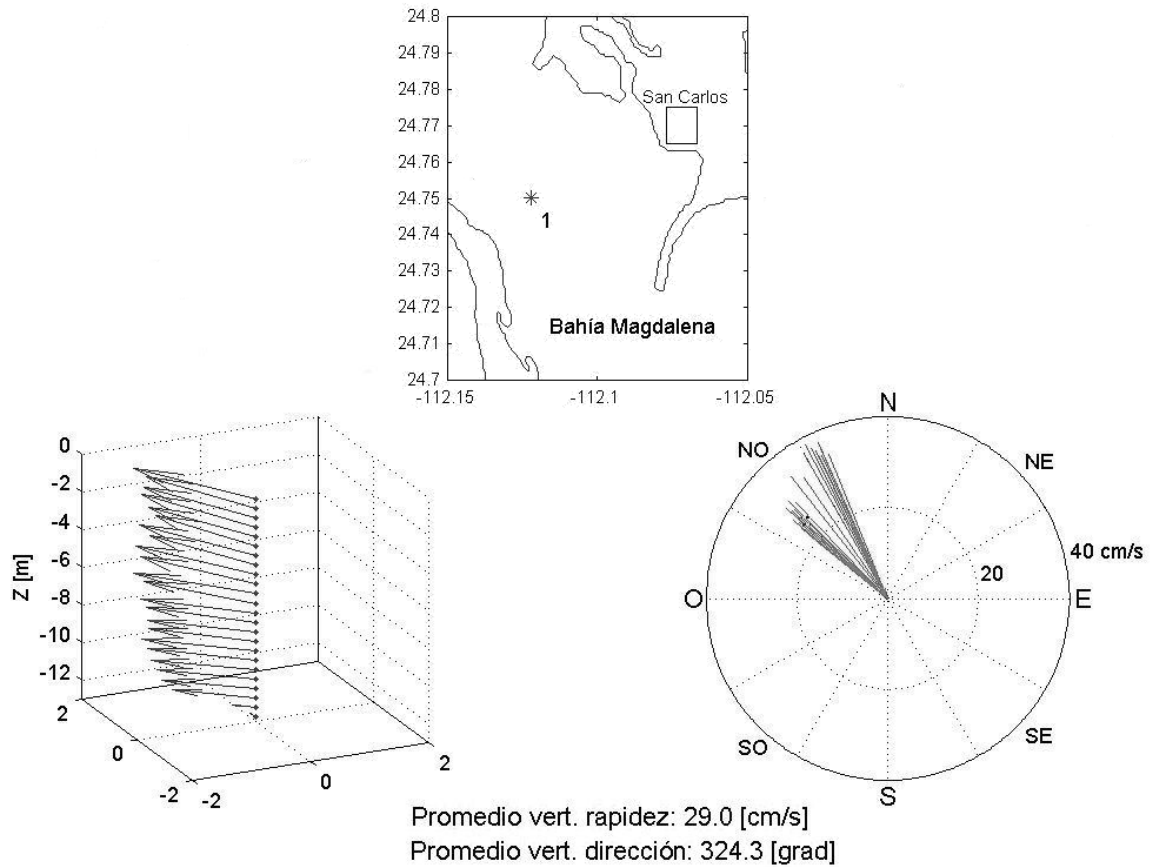 24.8
24.79
24.78
24.77
24.76
24.75
24.74
24.73
24.72
24.71
24.7
-112.15
-112.1
-112.05
San Carlos
1
Bahía Magdalena
Z [m]
0
-2
-4
-6
-8
-10
-12
2
0
-2
-2
0
2
N
NO
NE
40 cm/s
20
O
E
SO
SE
S
Promedio vert. rapidez: 29.0 [cm/s]
Promedio vert. dirección: 324.3 [grad]